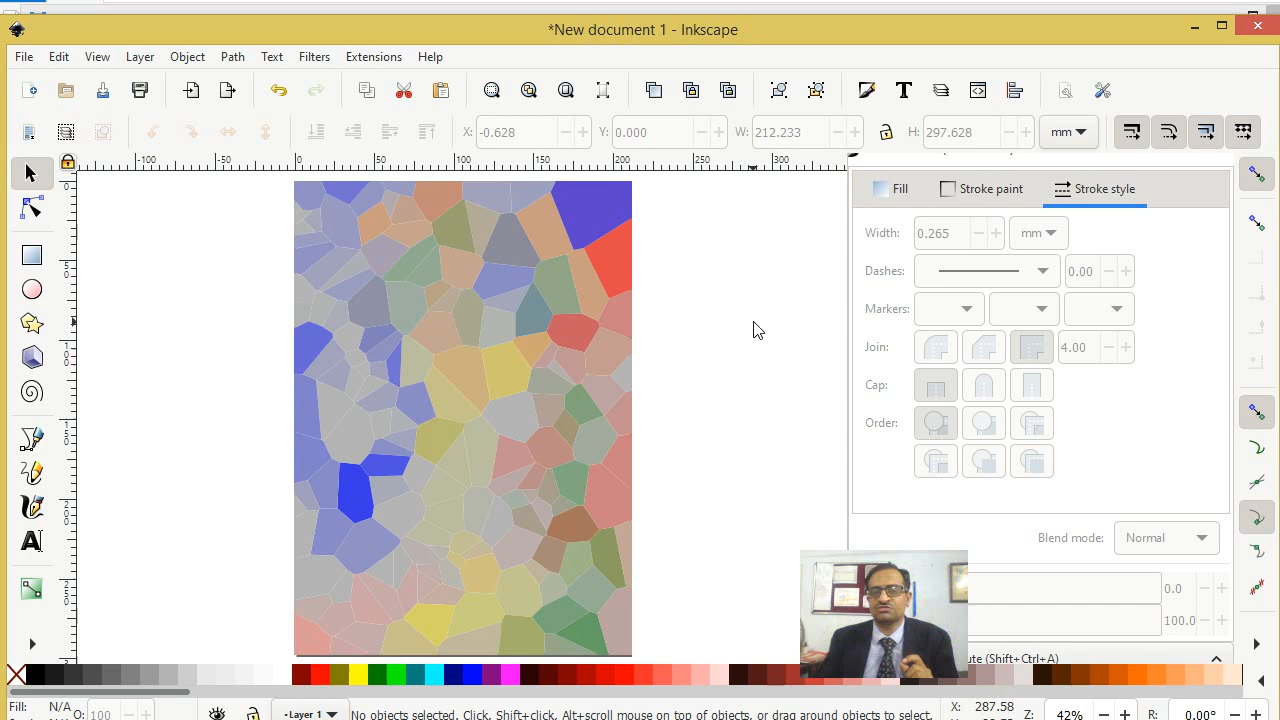 *New document 1 - Inkscape
File Edit View Layer Object Path Text Filters Extensions Help
X: 0.628 Y: 0.000 W: 212.233 H: 297.625 mm
-100 -50 0 50 100 150 200 250 300
Fill Stroke paint Stroke style
Width: 0.265 mm
Dashes: 0.00
Markers:
Join: 4.00
Cap:
Order:
Blend mode: Normal
0.0
100.0
(Shift+Ctrl+A)
Fill: N/A
O: 100
Layer 1
No objects selected. Click, Shift+click, Alt+scroll mouse on top of objects, or drag around objects to select.
X: 287.58
Z: 42%
R: 0.00°